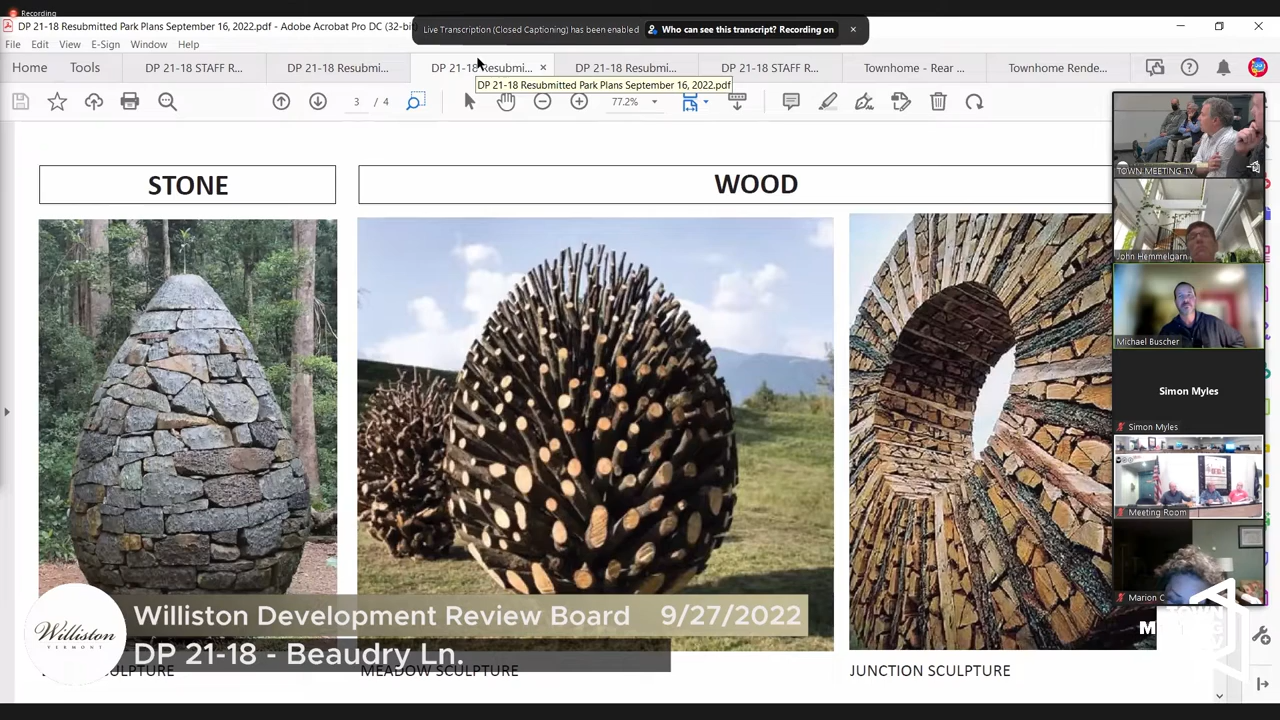 Recording
DP 21-18 Resubmitted Park Plans September 16, 2022.pdf - Adobe Acrobat Pro DC (32-bit)
Live Transcription (Closed Captioning) has been enabled
Who can see this transcript? Recording on
File Edit View E-Sign Window Help
Home Tools DP 21-18 STAFF R... DP 21-18 Resubmi... DP 21-18 Resubmi... DP 21-18 Resubmi... DP 21-18 STAFF R... Townhome - Rear ... Townhome Rende...
DP 21-18 Resubmitted Park Plans September 16, 2022.pdf
3 / 4 77.2%
STONE
WOOD
TOWN MEETING TV
John Hemmelgarn
Michael Buscher
Simon Myles
Simon Myles
Meeting Room
Marion C
Williston
VERMONT
Williston Development Review Board 9/27/2022
DP 21-18 - Beaudry Ln.
SCULPTURE
MEADOW SCULPTURE
JUNCTION SCULPTURE